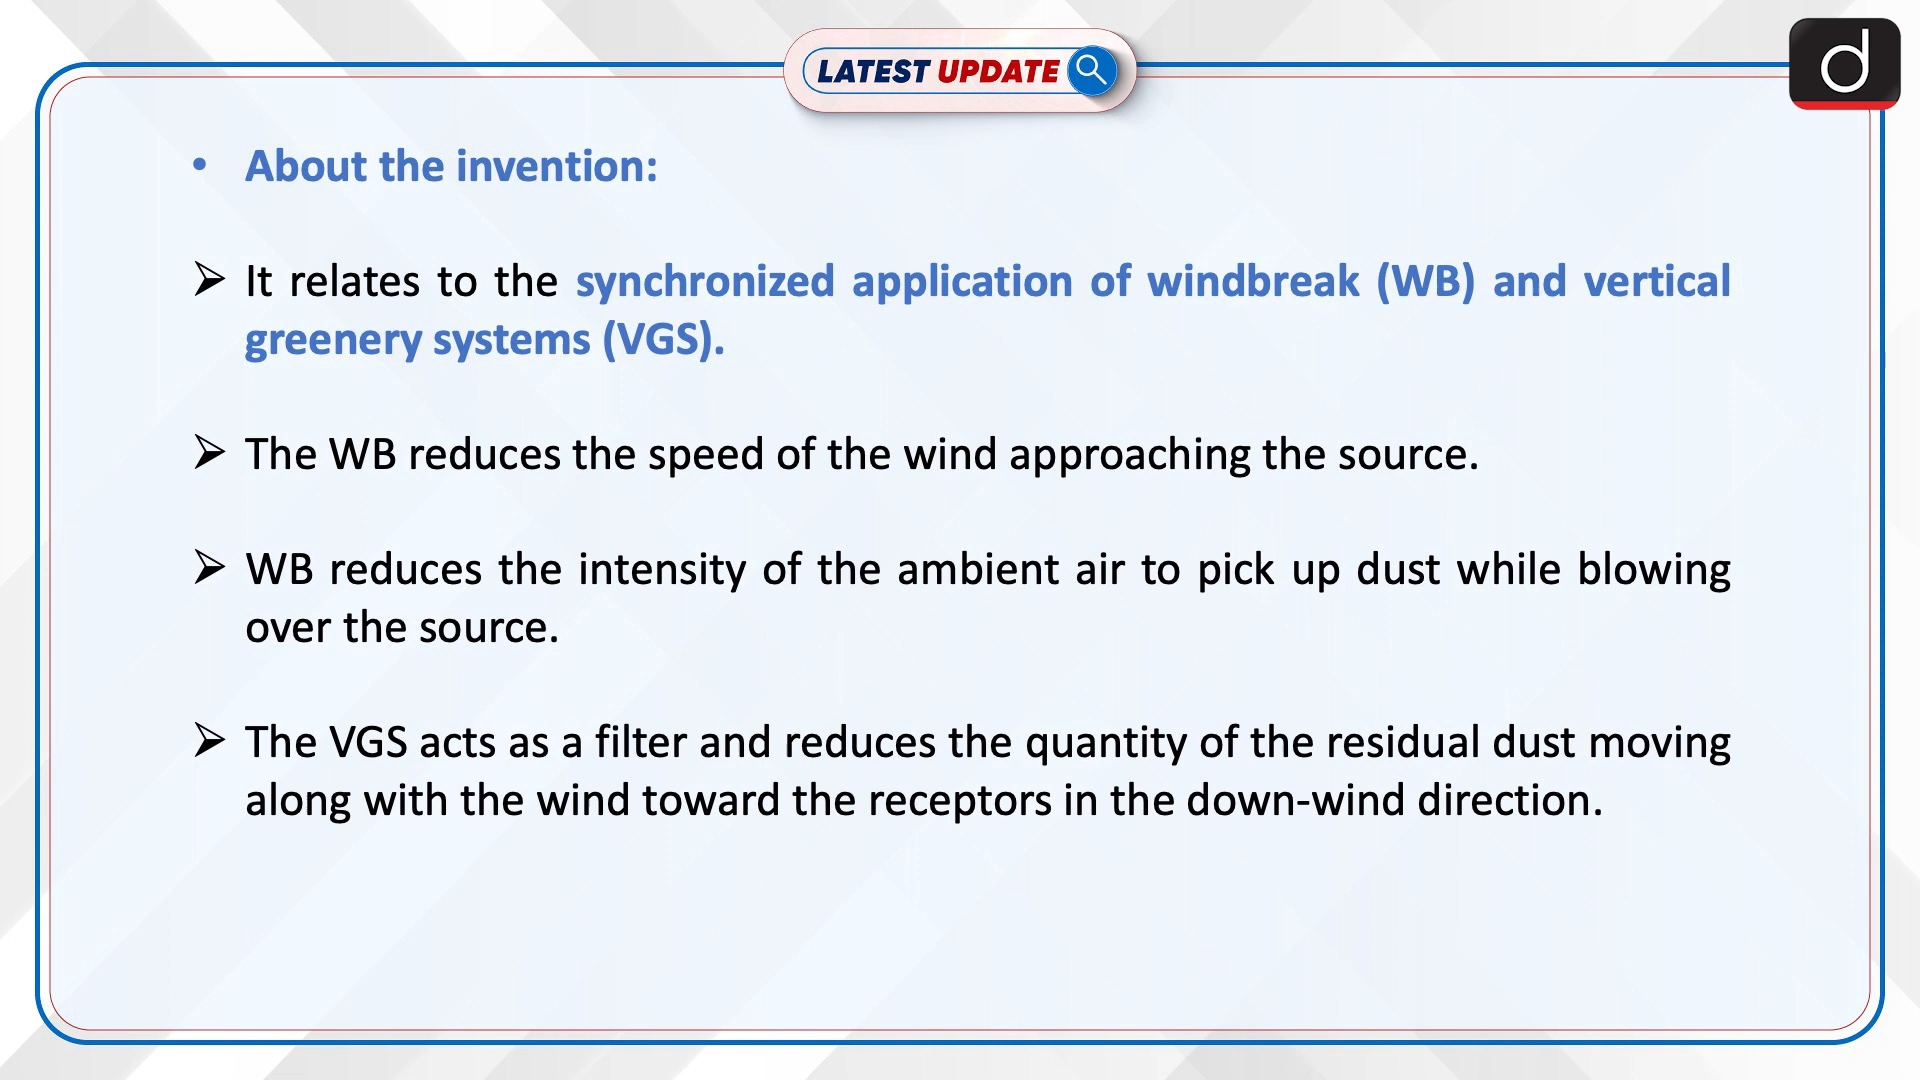 LATEST UPDATE
d
• About the invention:
➢ It relates to the synchronized application of windbreak (WB) and vertical
greenery systems (VGS).
➢ The WB reduces the speed of the wind approaching the source.
➢ WB reduces the intensity of the ambient air to pick up dust while blowing
over the source.
➢ The VGS acts as a filter and reduces the quantity of the residual dust moving
along with the wind toward the receptors in the down-wind direction.